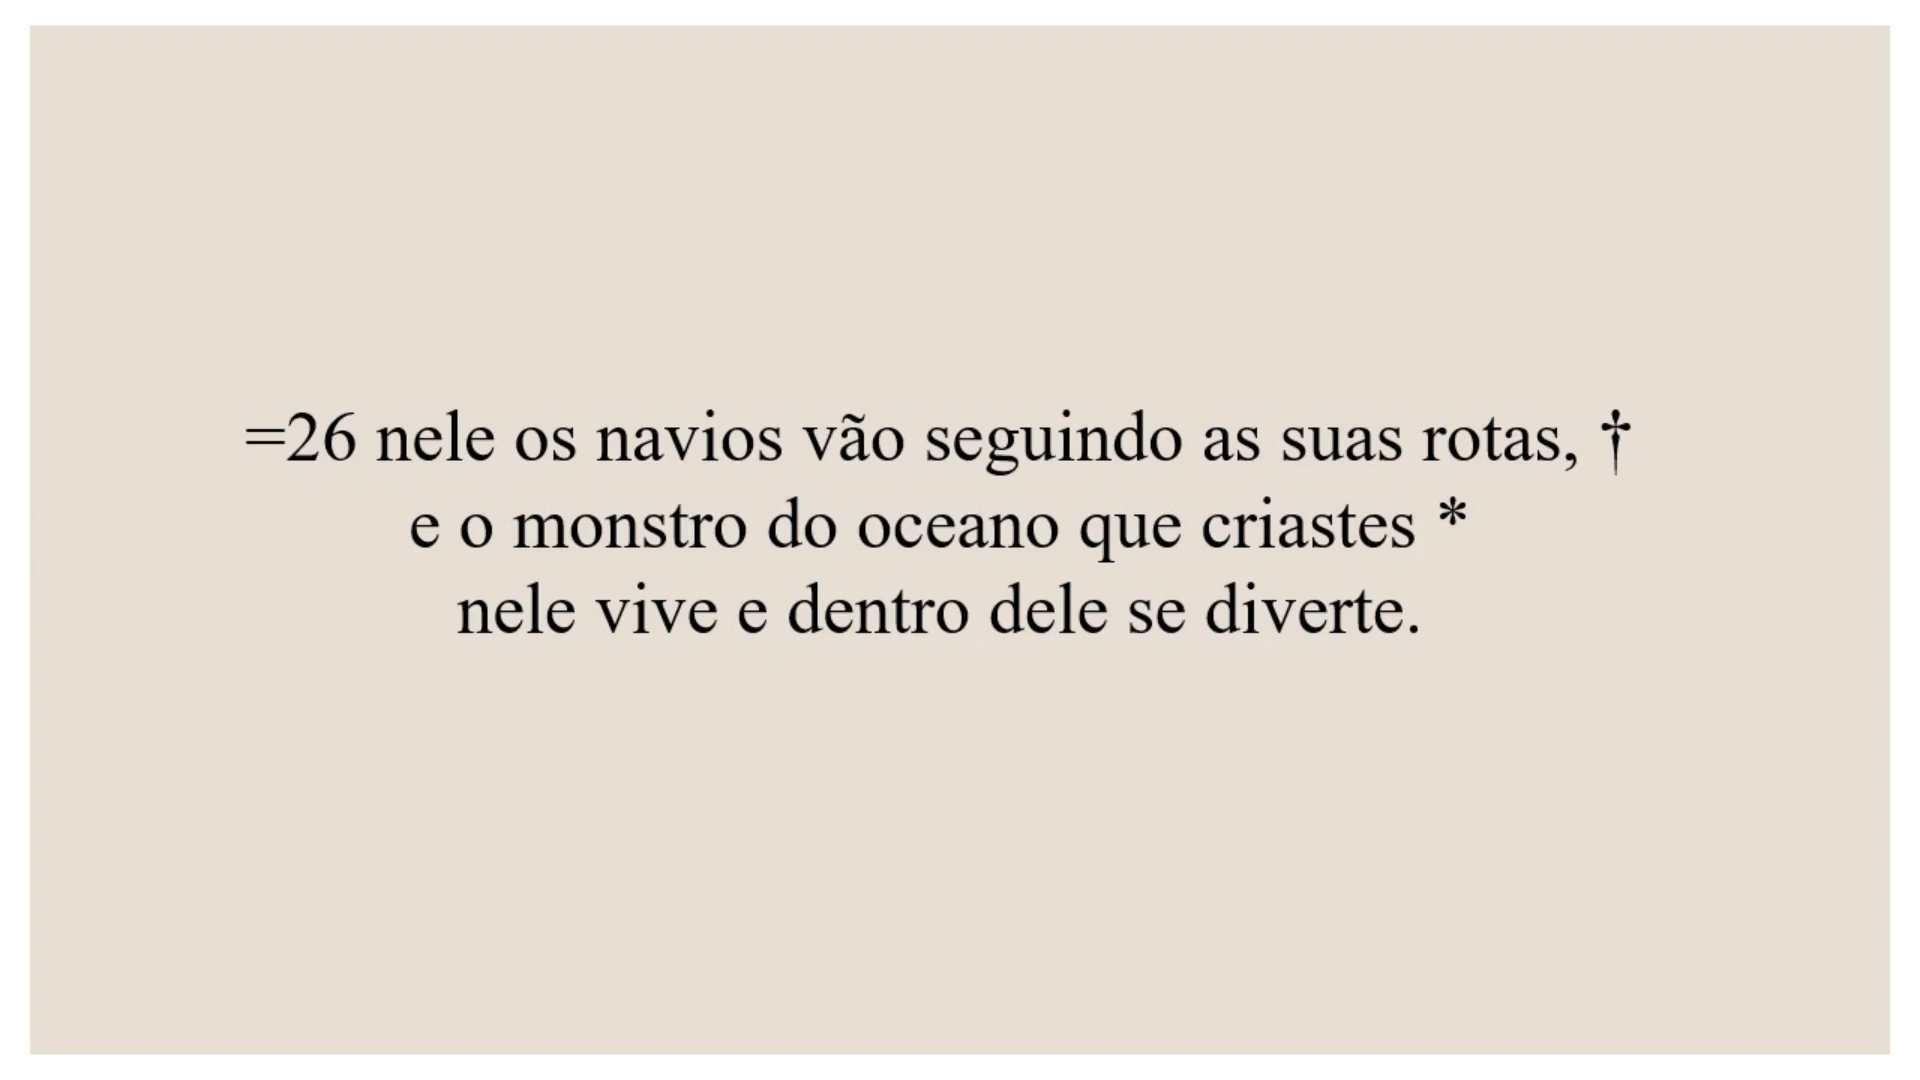 =26 nele os navios vão seguindo as suas rotas, †
e o monstro do oceano que criastes *
nele vive e dentro dele se diverte.